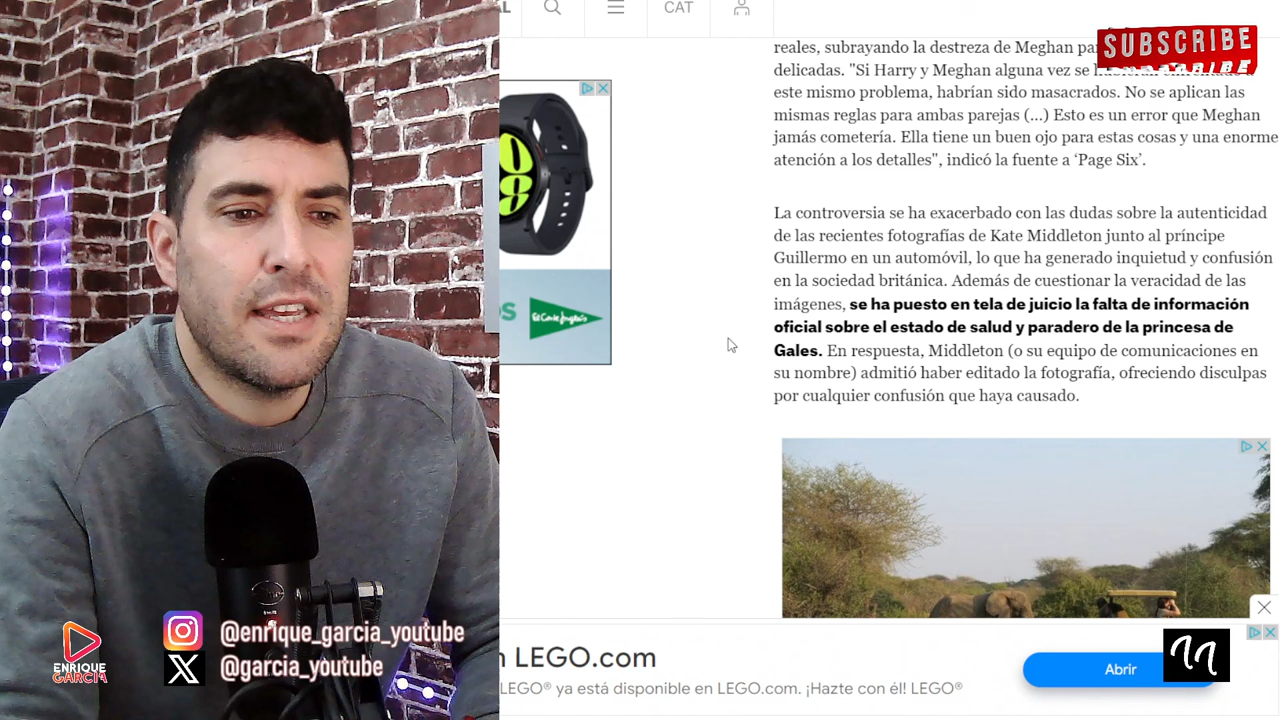 CAT
SUBSCRIBE
reales, subrayando la destreza de Meghan
delicadas. "Si Harry y Meghan alguna vez se
este mismo problema, habrían sido masacrados. No se aplican las
mismas reglas para ambas parejas (...) Esto es un error que Meghan
jamás cometería. Ella tiene un buen ojo para estas cosas y una enorme
atención a los detalles", indicó la fuente a ‘Page Six’.
La controversia se ha exacerbado con las dudas sobre la autenticidad
de las recientes fotografías de Kate Middleton junto al príncipe
Guillermo en un automóvil, lo que ha generado inquietud y confusión
en la sociedad británica. Además de cuestionar la veracidad de las
imágenes, se ha puesto en tela de juicio la falta de información
oficial sobre el estado de salud y paradero de la princesa de
Gales. En respuesta, Middleton (o su equipo de comunicaciones en
su nombre) admitió haber editado la fotografía, ofreciendo disculpas
por cualquier confusión que haya causado.
El Corte Inglés
ENRIQUE
GARCIA
@enrique_garcia_youtube
@garcia_youtube
LEGO.com
LEGO® ya está disponible en LEGO.com. ¡Hazte con él! LEGO®
Abrir